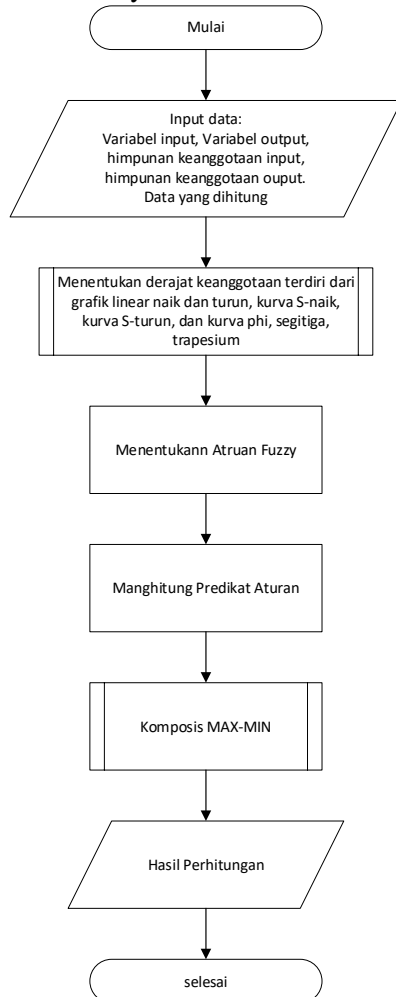 Mulai
Input data:
Variabel input, Variabel output,
himpunan keanggotaan input,
himpunan keanggotaan ouput.
Data yang dihitung
Menentukan derajat keanggotaan terdiri dari
grafik linear naik dan turun, kurva S-naik,
kurva S-turun, dan kurva phi, segitiga,
trapesium
Menentukann Atruan Fuzzy
Manghitung Predikat Aturan
Komposis MAX-MIN
Hasil Perhitungan
selesai